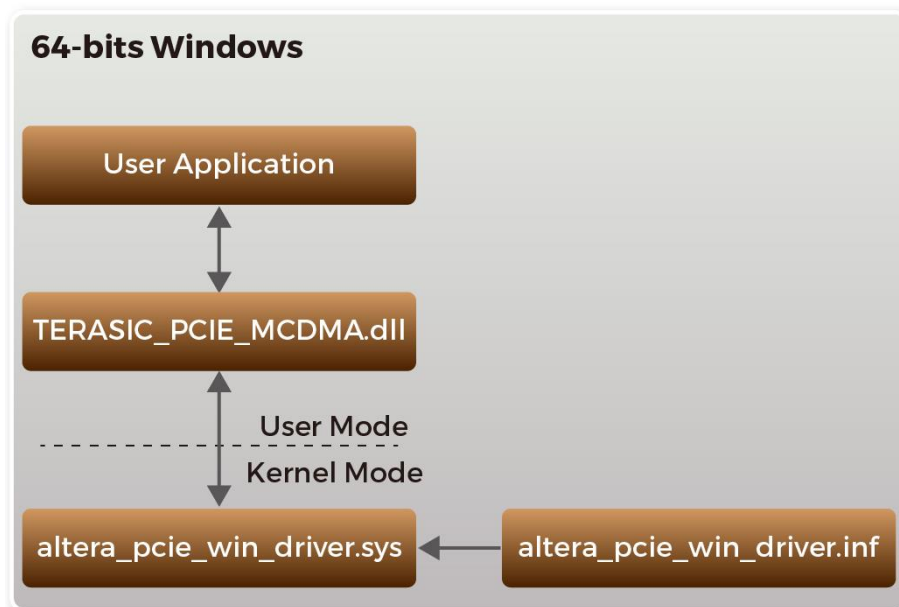 64-bits Windows
User Application
TERASIC_PCIE_MCDMA.dll
User Mode
Kernel Mode
altera_pcie_win_driver.sys
altera_pcie_win_driver.inf